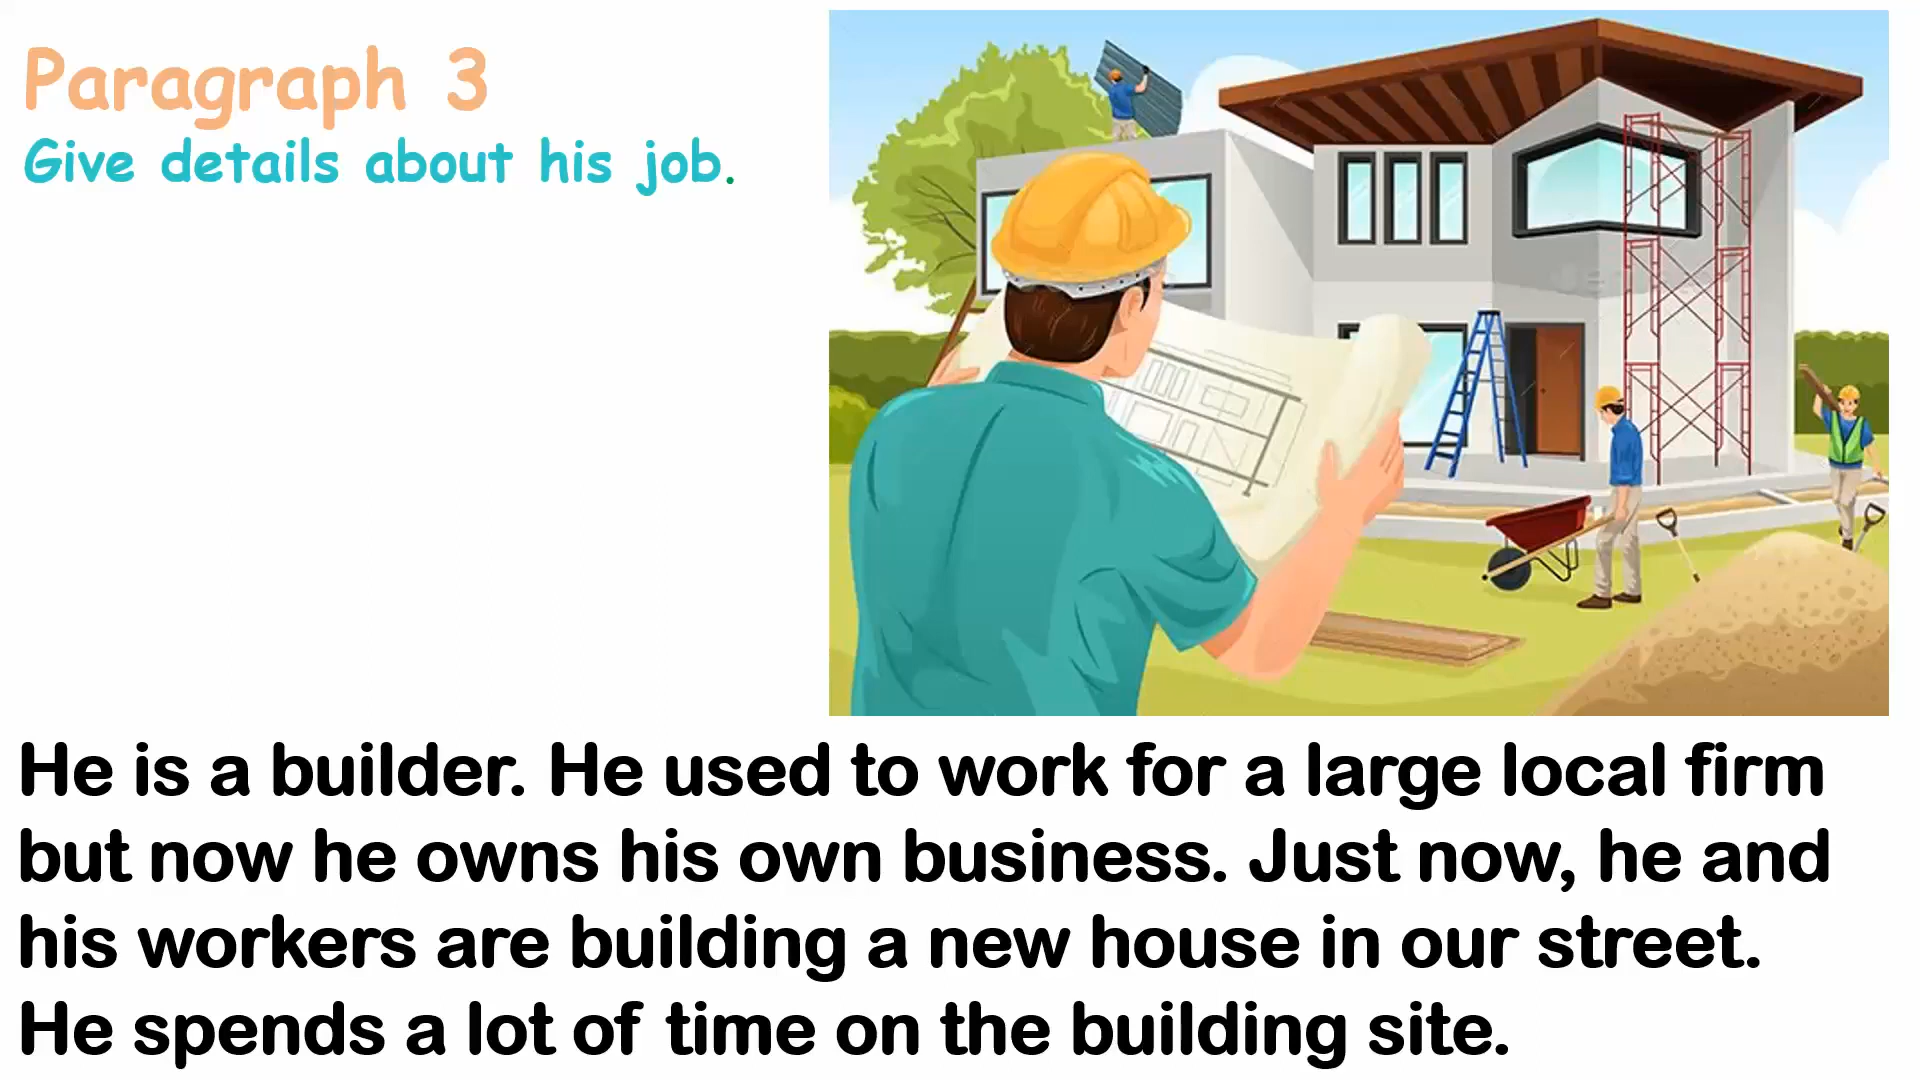 Paragraph 3
Give details about his job.
He is a builder. He used to work for a large local firm
but now he owns his own business. Just now, he and
his workers are building a new house in our street.
He spends a lot of time on the building site.